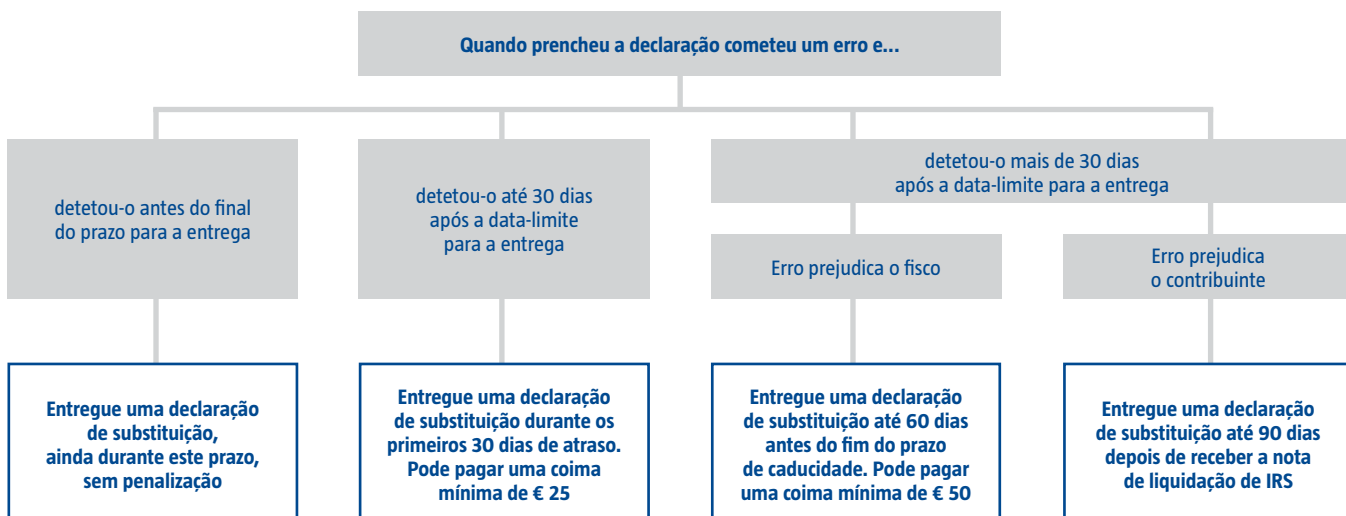 Quando prencheu a declaração cometeu um erro e...
detetou-o antes do final
do prazo para a entrega
detetou-o até 30 dias
após a data-limite
para a entrega
detetou-o mais de 30 dias
após a data-limite para a entrega
Erro prejudica o fisco
Erro prejudica
o contribuinte
Entregue uma declaração
de substituição,
ainda durante este prazo,
sem penalização
Entregue uma declaração
de substituição durante os
primeiros 30 dias de atraso.
Pode pagar uma coima
mínima de € 25
Entregue uma declaração
de substituição até 60 dias
antes do fim do prazo
de caducidade. Pode pagar
uma coima mínima de € 50
Entregue uma declaração
de substituição até 90 dias
depois de receber a nota
de liquidação de IRS